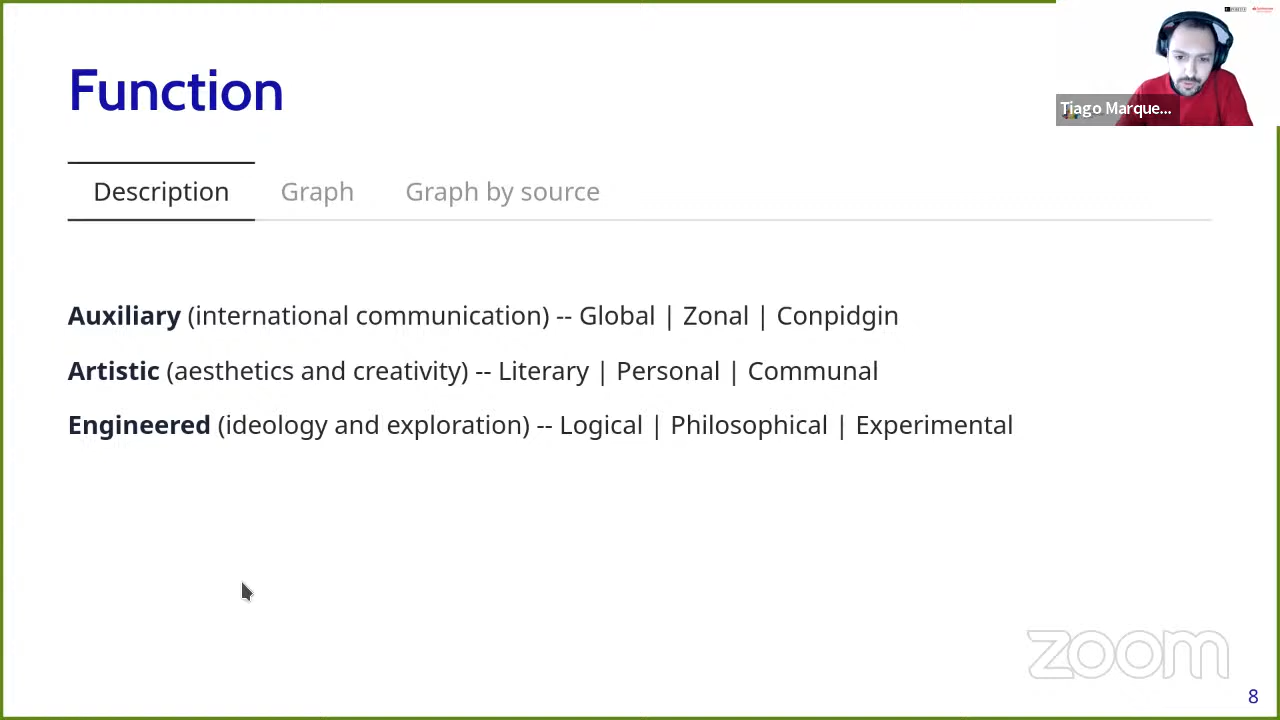 Function
Tiago Marque...
Description Graph Graph by source
Auxiliary (international communication) -- Global | Zonal | Conpidgin
Artistic (aesthetics and creativity) -- Literary | Personal | Communal
Engineered (ideology and exploration) -- Logical | Philosophical | Experimental
zoom
8